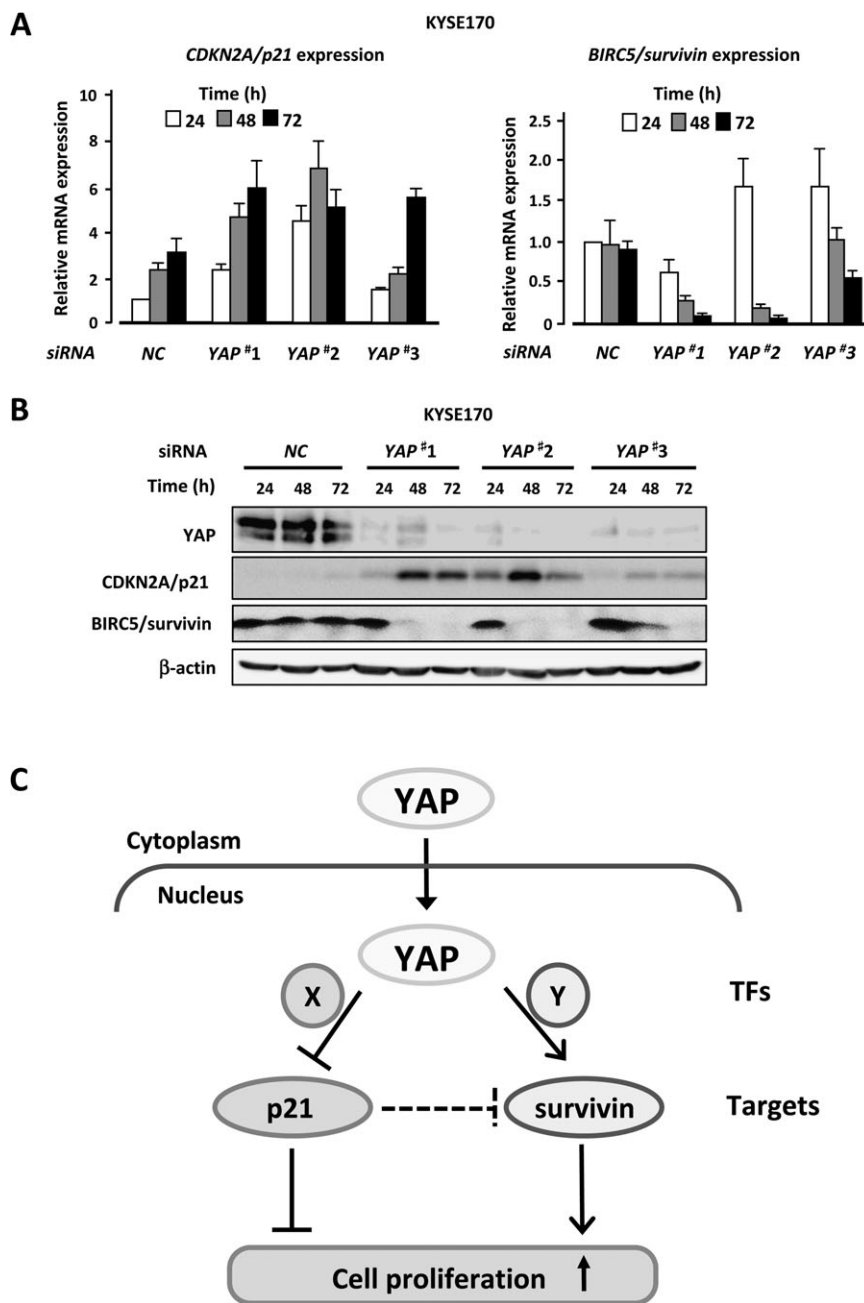 A
KYSE170
CDKN2A/p21 expression
Time (h)
24 48 72
Relative mRNA expression
10
8
6
4
2
0
siRNA NC YAP #1 YAP #2 YAP #3
BIRC5/survivin expression
Time (h)
24 48 72
Relative mRNA expression
2.5
2.0
1.5
1.0
0.5
0
siRNA NC YAP #1 YAP #2 YAP #3
B
KYSE170
siRNA NC YAP #1 YAP #2 YAP #3
Time (h) 24 48 72 24 48 72 24 48 72 24 48 72
YAP
CDKN2A/p21
BIRC5/survivin
β-actin
C
YAP
Cytoplasm
Nucleus
YAP
X Y TFs
p21 survivin Targets
Cell proliferation